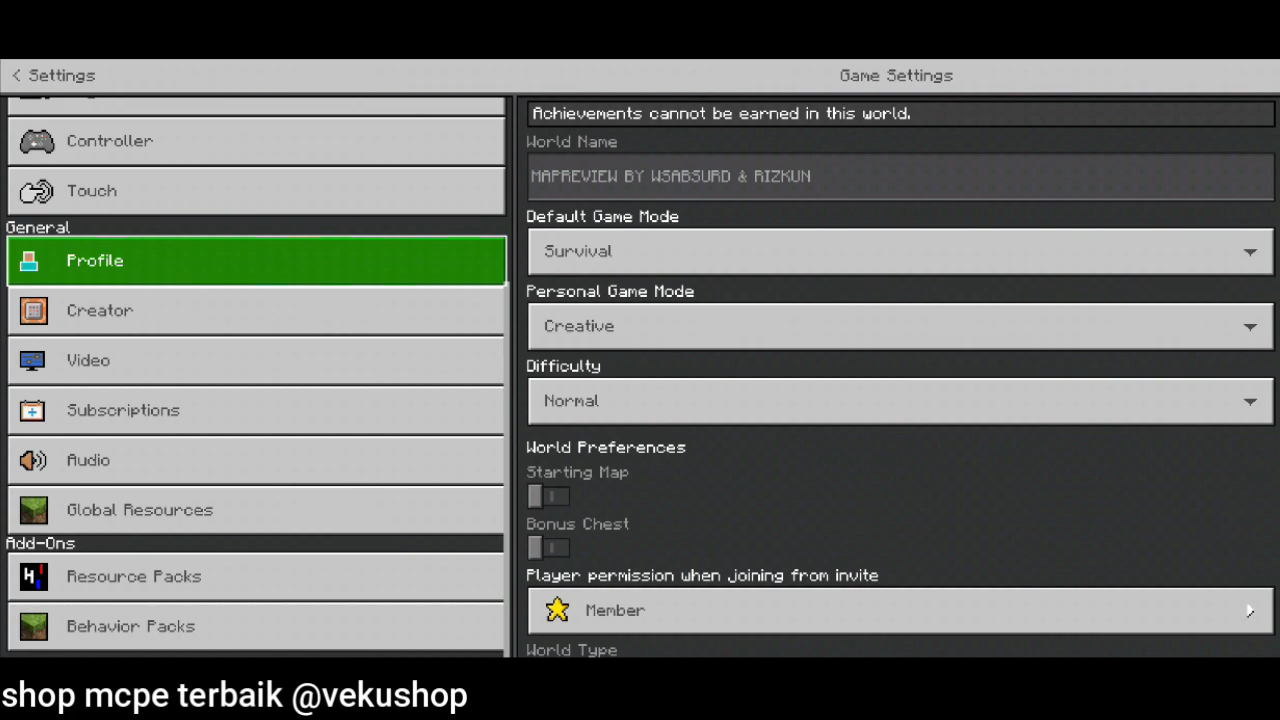 Settings
Game Settings
Controller
Touch
General
Profile
Creator
Video
Subscriptions
Audio
Global Resources
Add-Ons
Resource Packs
Behavior Packs
Achievements cannot be earned in this world.
World Name
MAPREVIEW BY WSABSURD & RIZKUN
Default Game Mode
Survival
Personal Game Mode
Creative
Difficulty
Normal
World Preferences
Starting Map
Bonus Chest
Player permission when joining from invite
Member
World Type
shop mcpe terbaik @vekushop